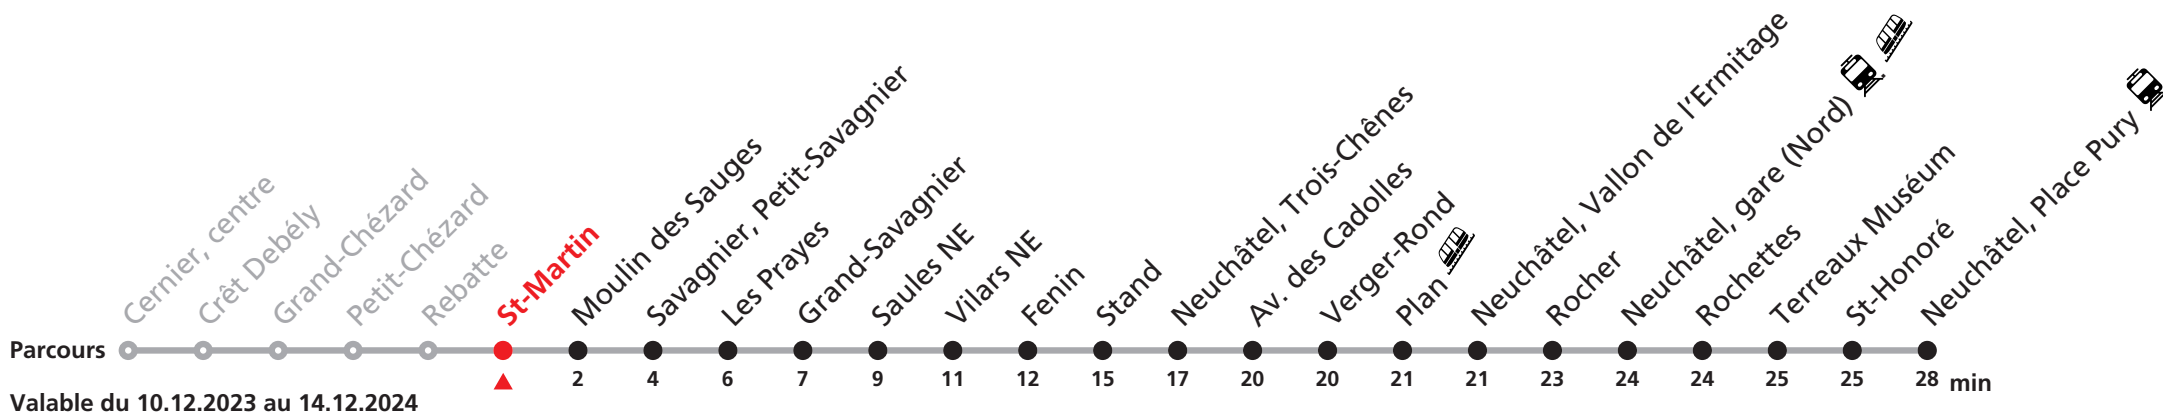 Cernier, centre
Crêt Debély
Grand-Chézard
Petit-Chézard
Rebatte
St-Martin
Moulin des Sauges
Savagnier, Petit-Savagnier
Les Prayes
Grand-Savagnier
Saules NE
Vilars NE
Fenin
Stand
Neuchâtel, Trois-Chênes
Av. des Cadolles
Verger-Rond
Plan
Neuchâtel, Vallon de l'Ermitage
Rocher
Neuchâtel, gare (Nord)
Rochettes
Terreaux Muséum
St-Honoré
Neuchâtel, Place Pury
Parcours
2 4 6 7 9 11 12 15 17 20 20 21 21 23 24 24 25 25 28 min
Valable du 10.12.2023 au 14.12.2024